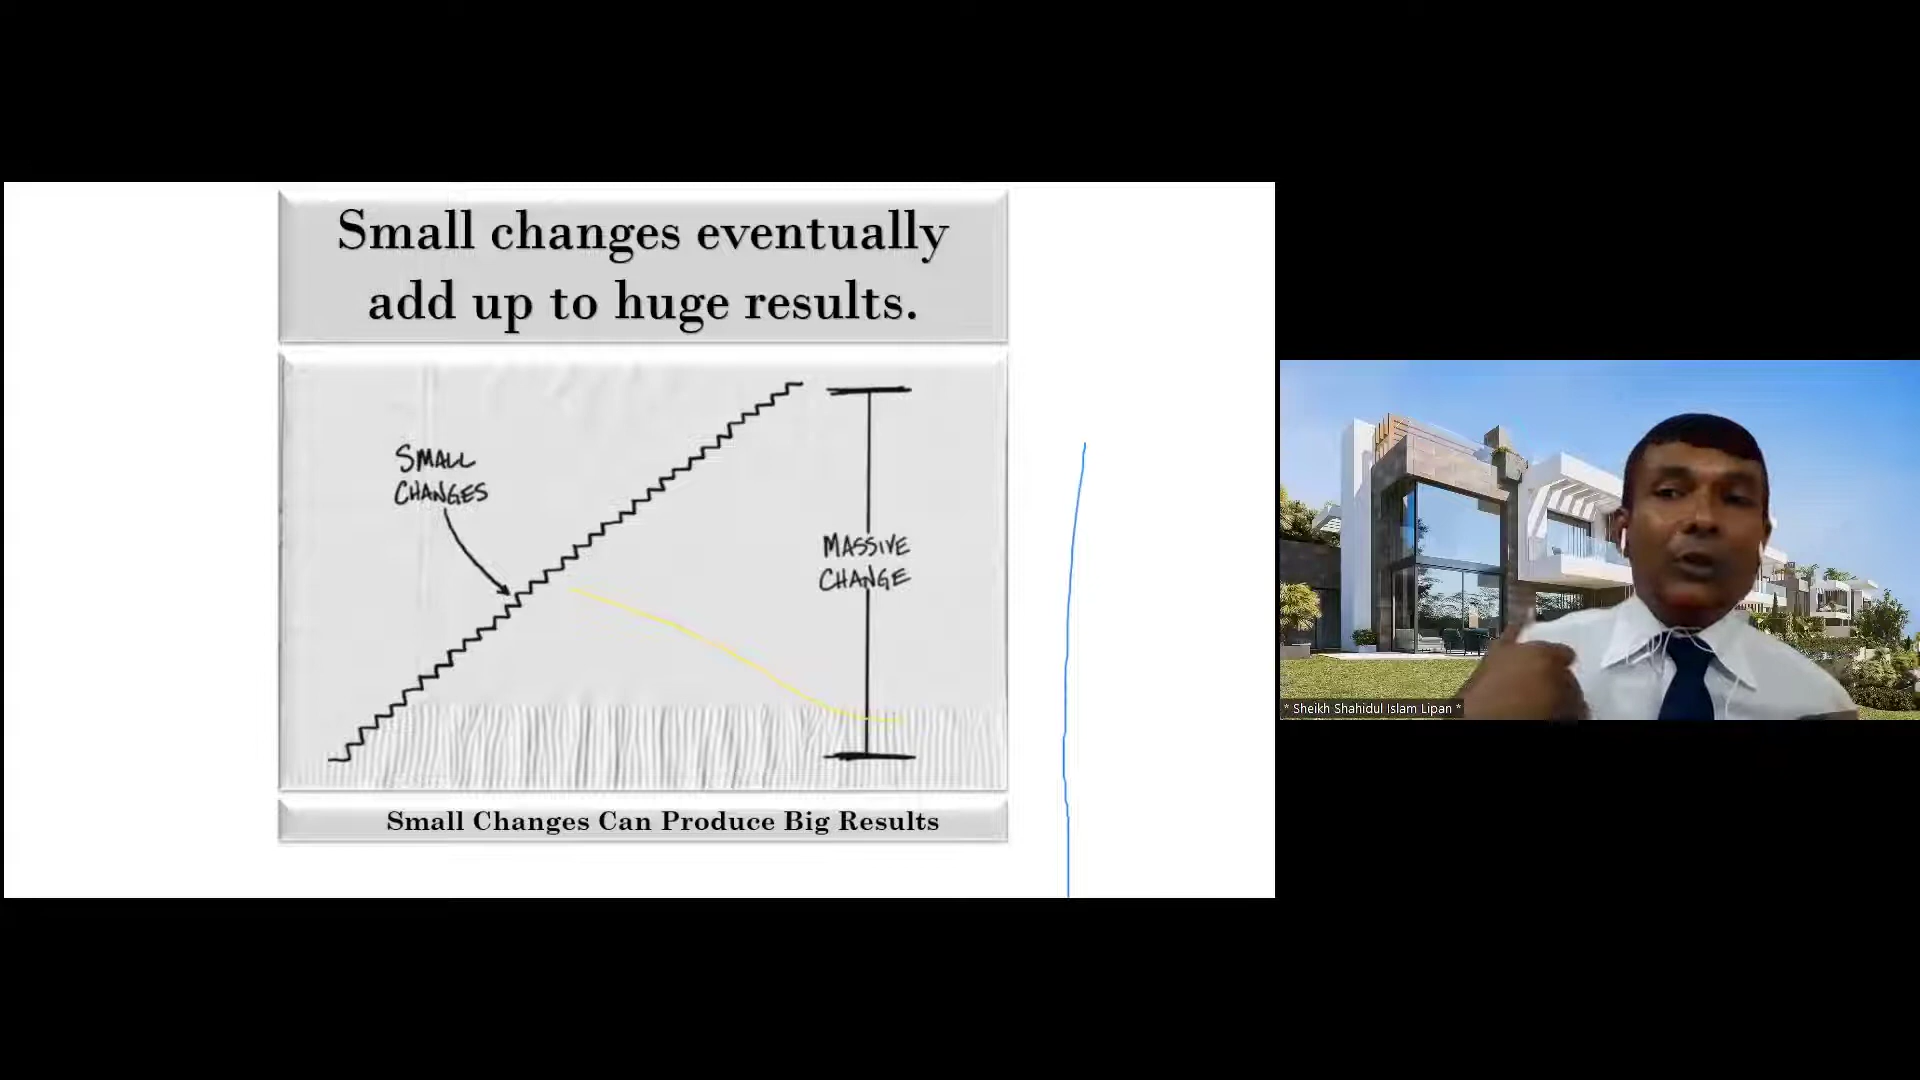 Small changes eventually
add up to huge results.
SMALL
CHANGES
MASSIVE
CHANGE
Small Changes Can Produce Big Results
* Sheikh Shahidul Islam Lipan *